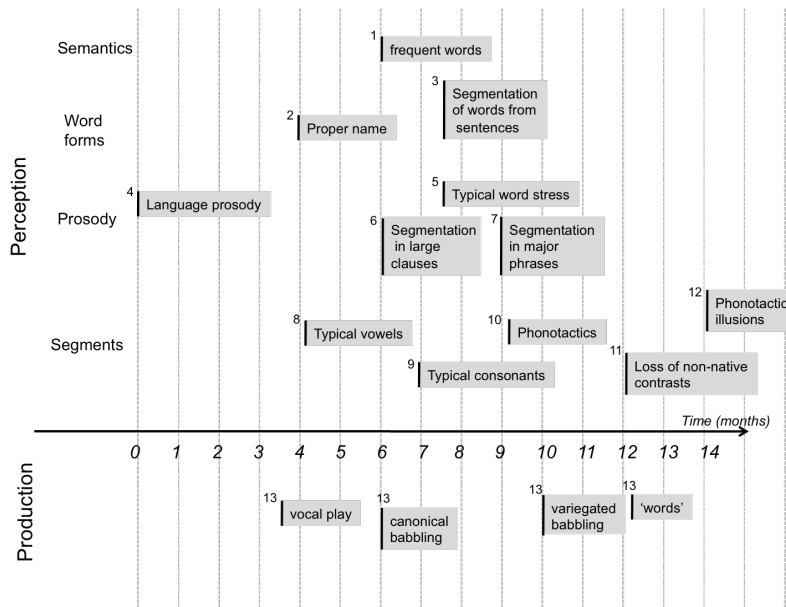 Semantics
1
frequent words
3
Segmentation
of words from
sentences
Word
forms
2
Proper name
Perception
4
Language prosody
5
Typical word stress
Prosody
6
Segmentation
in large
clauses
7
Segmentation
in major
phrases
12
Phonotactic
illusions
8
Typical vowels
10
Phonotactics
Segments
9
Typical consonants
11
Loss of non-native
contrasts
Time (months)
0 1 2 3 4 5 6 7 8 9 10 11 12 13 14
Production
13
vocal play
13
canonical
babbling
13
variegated
babbling
13
‘words’